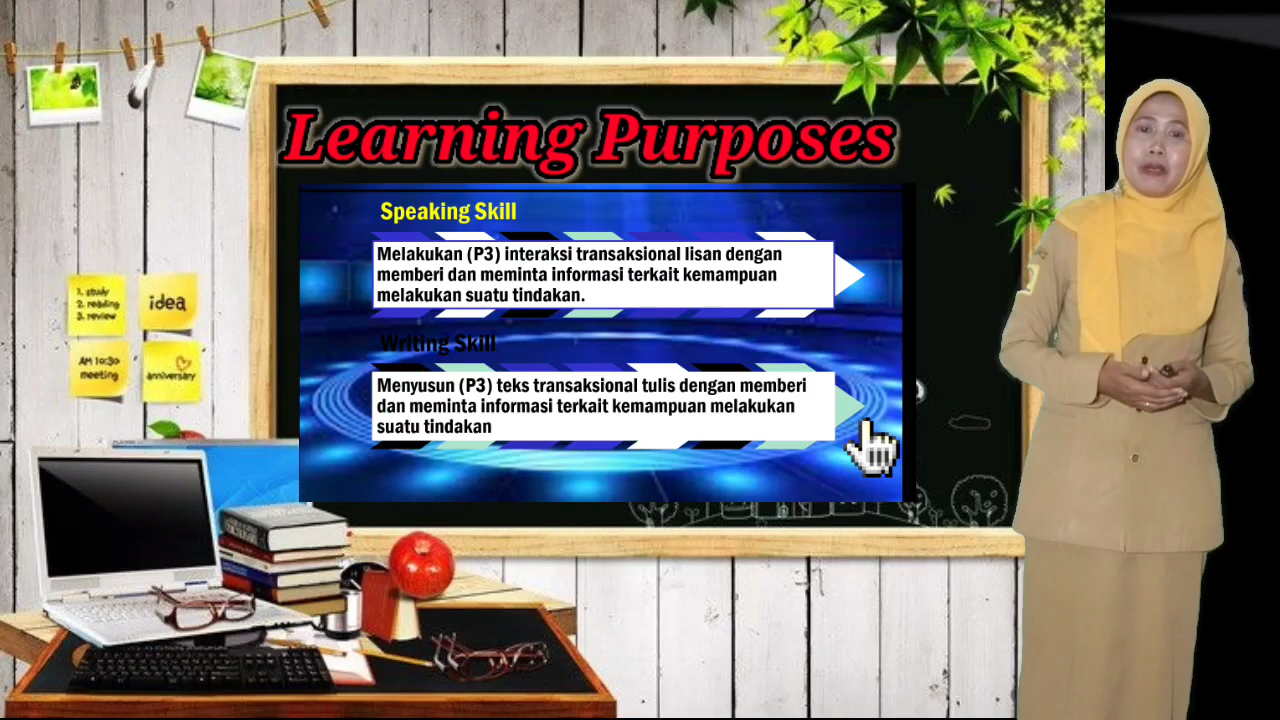 Learning Purposes
Speaking Skill
Melakukan (P3) interaksi transaksional lisan dengan
memberi dan meminta informasi terkait kemampuan
melakukan suatu tindakan.
Writing Skill
Menyusun (P3) teks transaksional tulis dengan memberi
dan meminta informasi terkait kemampuan melakukan
suatu tindakan
1. study
2. reading
3. review
idea
AM 10:30
meeting
anniversary